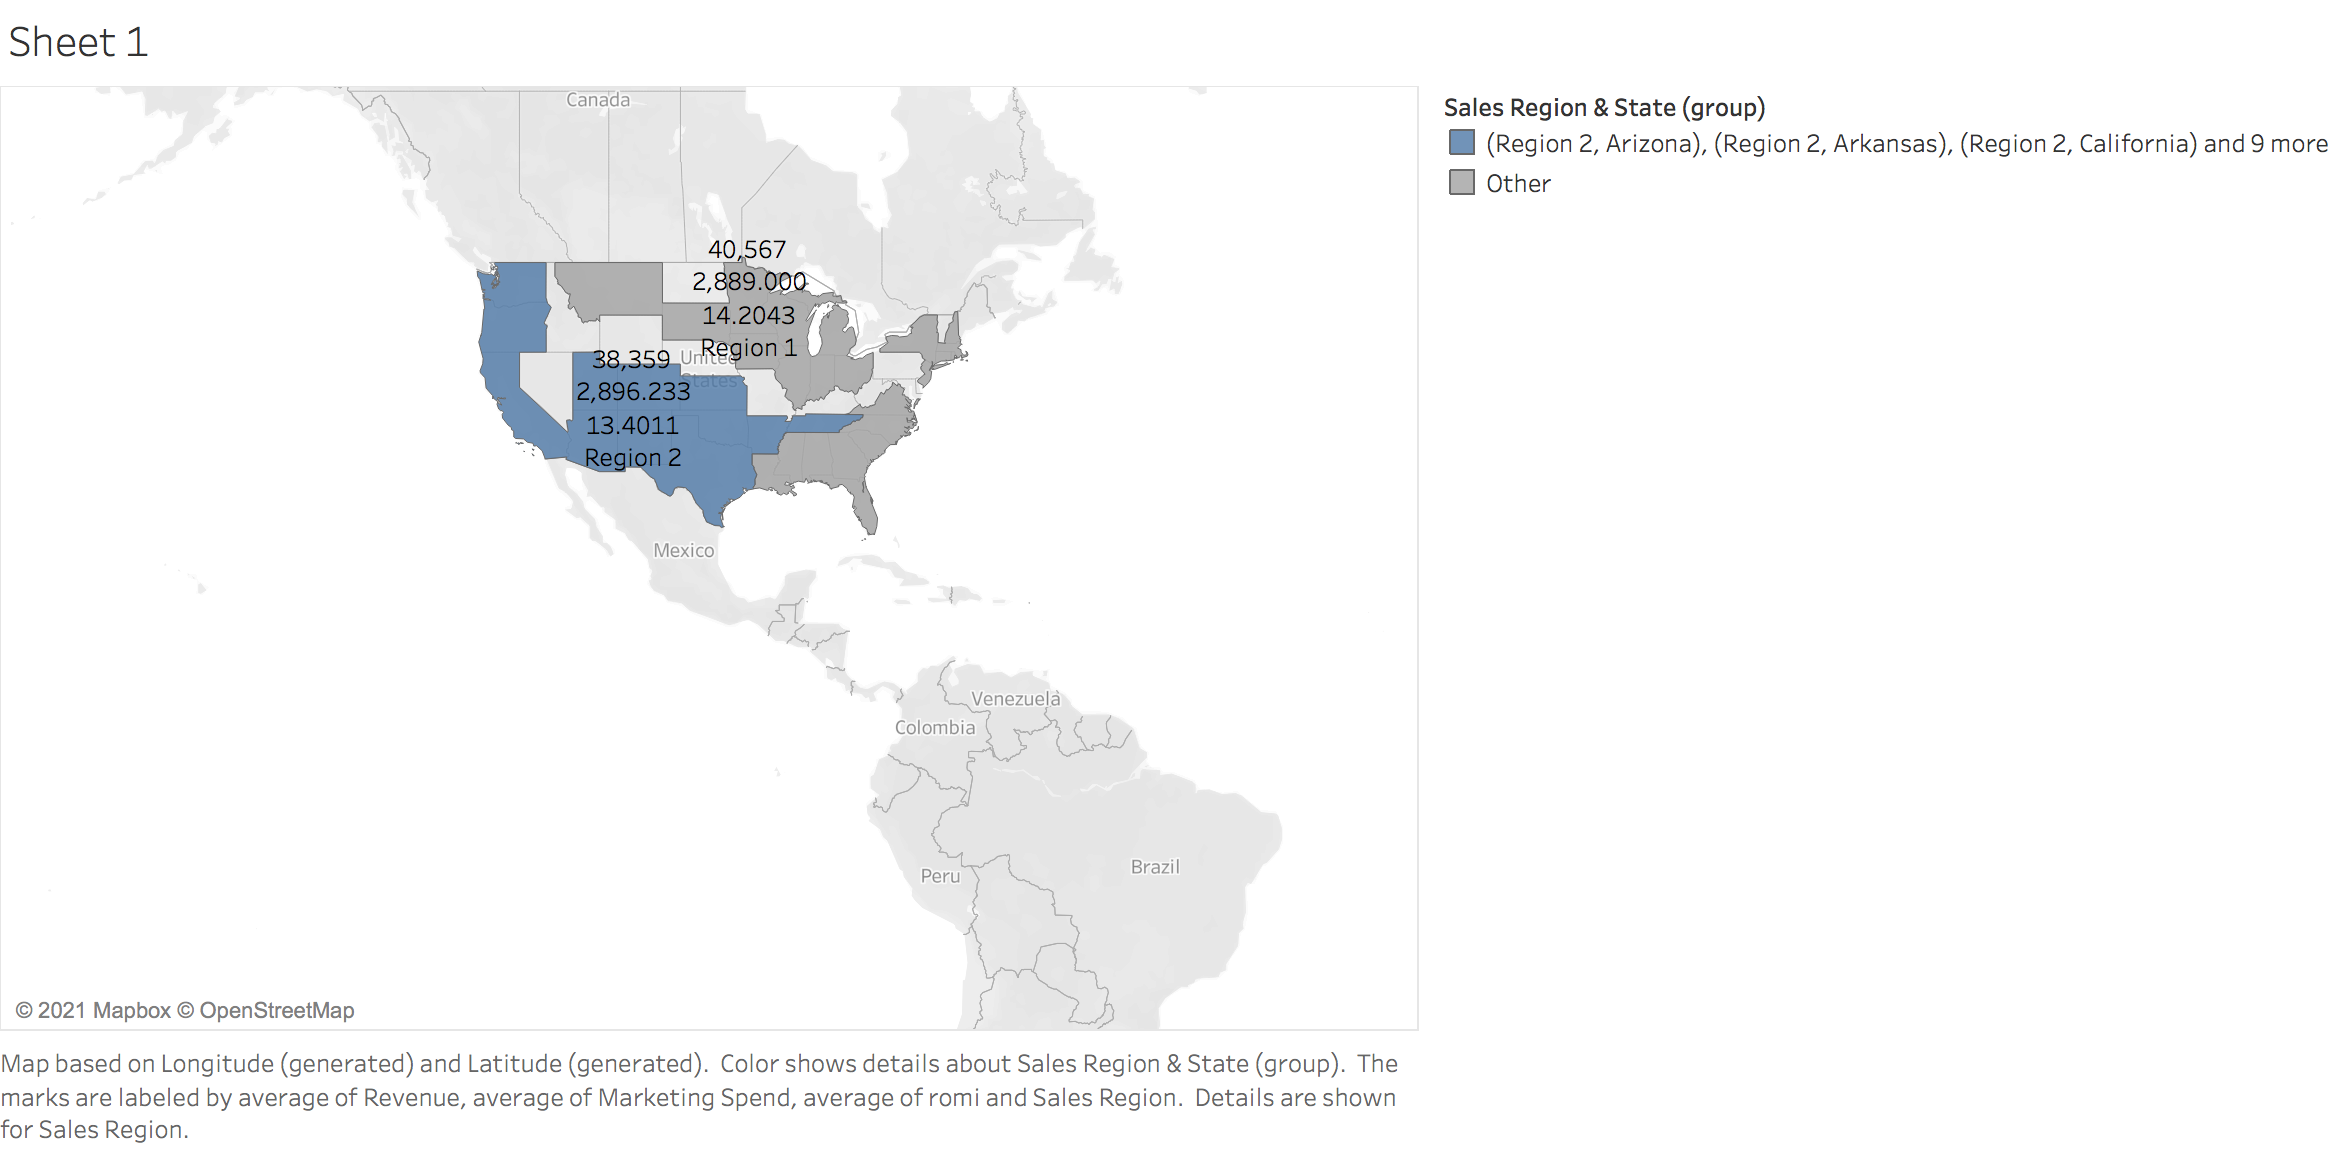 Sheet 1
Canada
40,567
2,889.000
14.2043
Region 1
United
States
38,359
2,896.233
13.4011
Region 2
Mexico
Venezuela
Colombia
Brazil
Peru
© 2021 Mapbox © OpenStreetMap
Sales Region & State (group)
(Region 2, Arizona), (Region 2, Arkansas), (Region 2, California) and 9 more
Other
Map based on Longitude (generated) and Latitude (generated).  Color shows details about Sales Region & State (group).  The
marks are labeled by average of Revenue, average of Marketing Spend, average of romi and Sales Region.  Details are shown
for Sales Region.